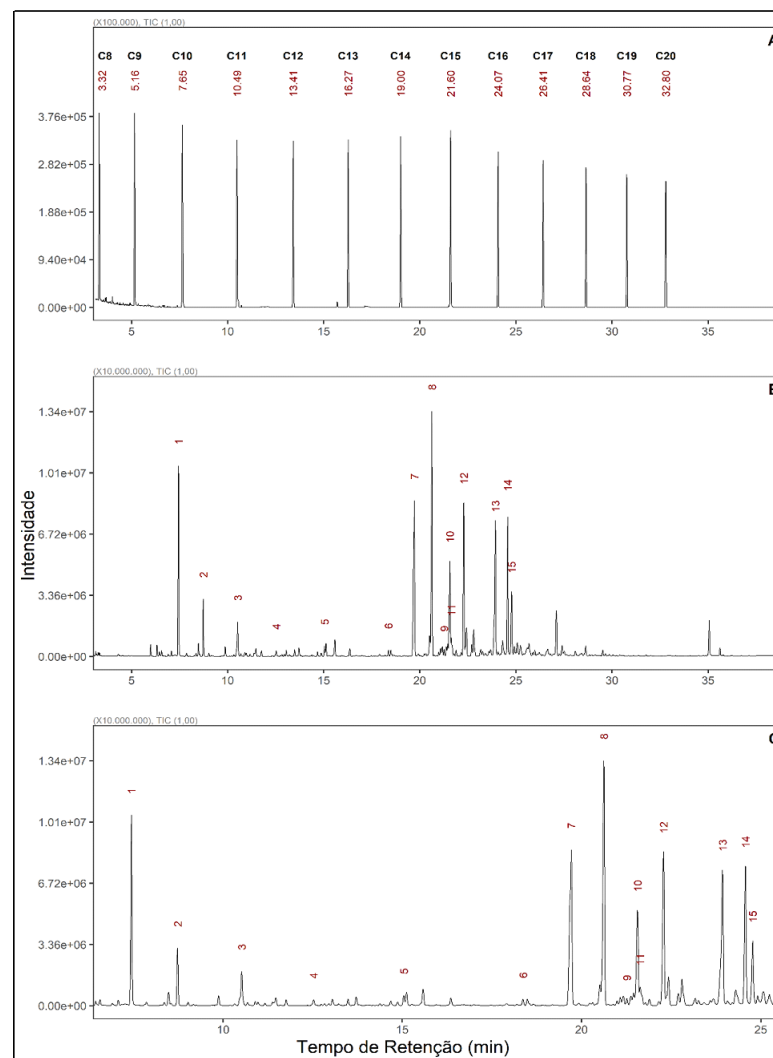 (X100.000), TIC (1,00)
A
C8 C9 C10 C11 C12 C13 C14 C15 C16 C17 C18 C19 C20
3.32 5.16 7.65 10.49 13.41 16.27 19.00 21.60 24.07 26.41 28.64 30.77 32.80
3.76e+05
2.82e+05
1.88e+05
9.40e+04
0.00e+00
5 10 15 20 25 30 35
(X10.000.000), TIC (1,00)
8
1.34e+07
1
7 12
1.01e+07
13 14
Intensidade
6.72e+06
10
2 15
3.36e+06
3 11
4 5 6 9
0.00e+00
5 10 15 20 25 30 35
(X10.000.000), TIC (1,00)
8
1.34e+07
1
7 12
1.01e+07
13 14
6.72e+06
10
2 15
3.36e+06
3 11
4 5 6 9
0.00e+00
10 15 20 25
Tempo de Retenção (min)